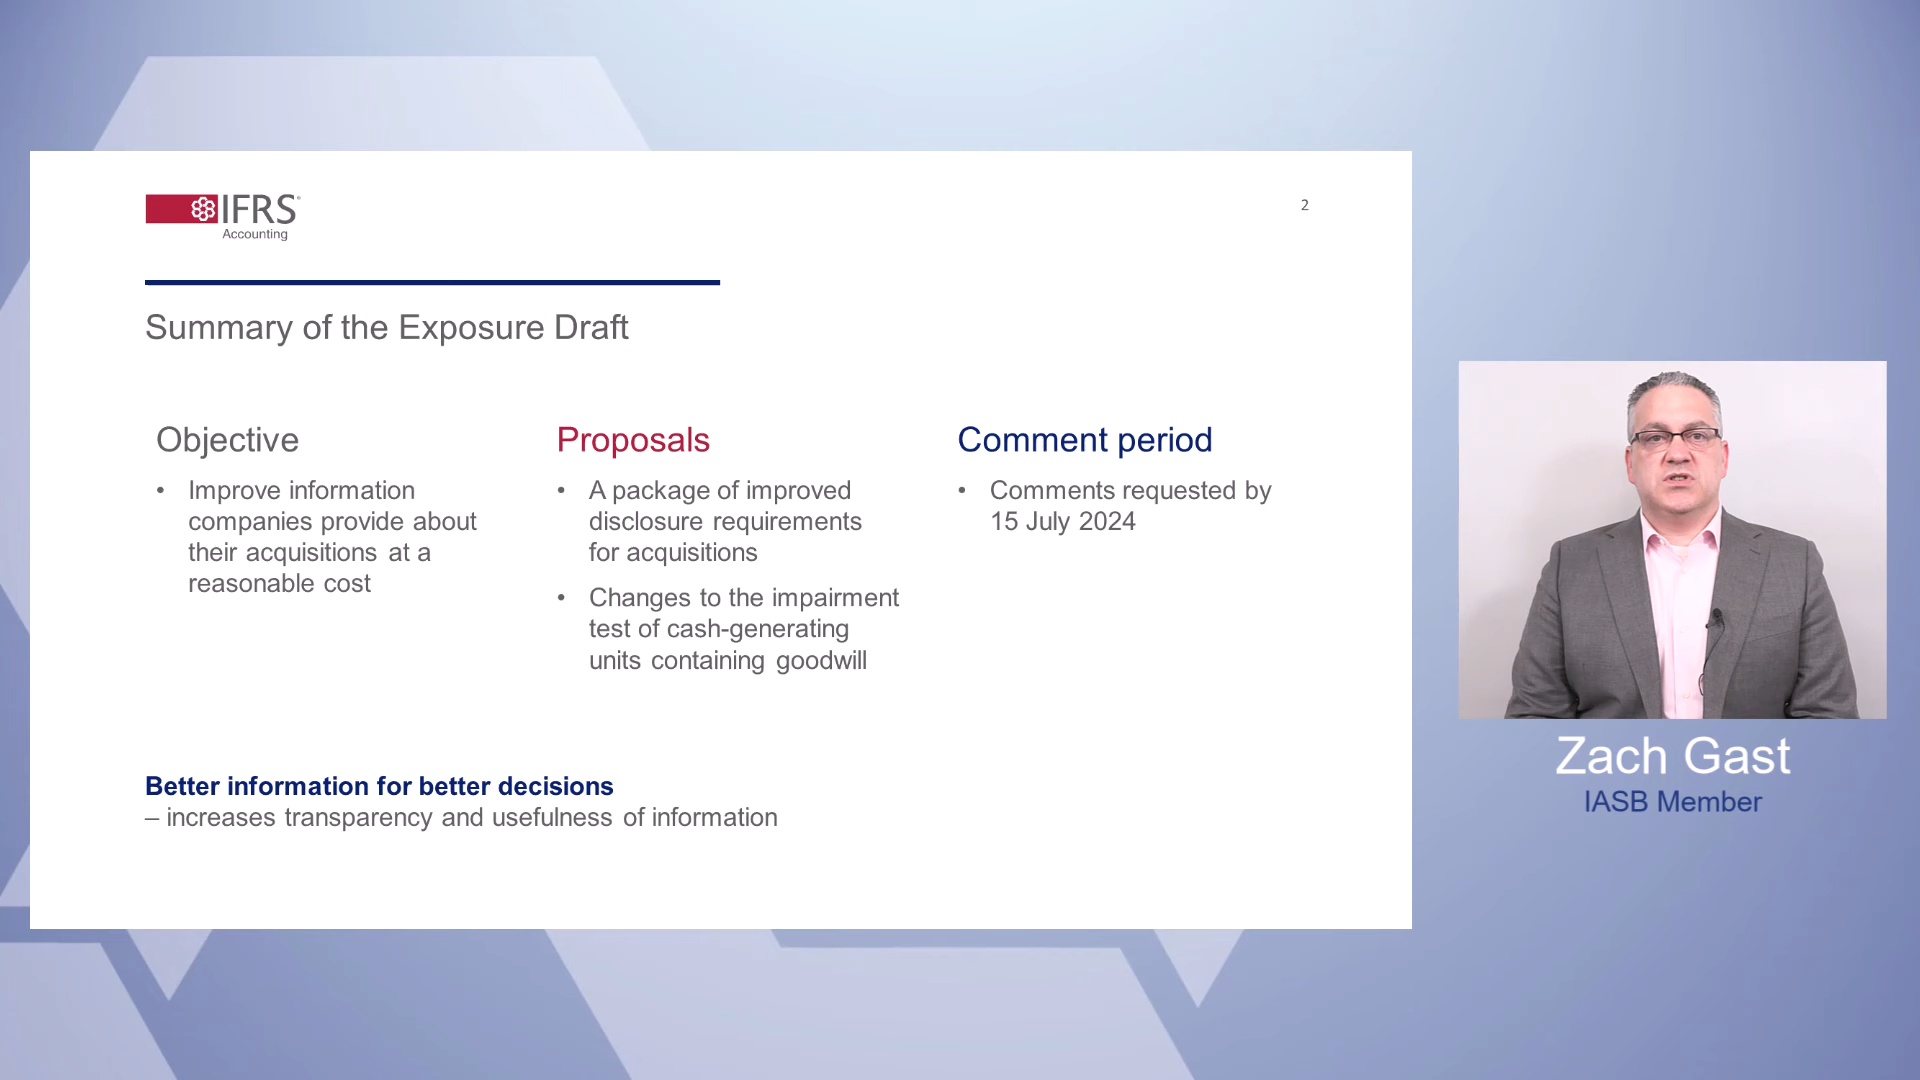 IFRS
Accounting
2
Summary of the Exposure Draft
Objective
• Improve information
companies provide about
their acquisitions at a
reasonable cost
Proposals
• A package of improved
disclosure requirements
for acquisitions
• Changes to the impairment
test of cash-generating
units containing goodwill
Comment period
• Comments requested by
15 July 2024
Better information for better decisions
– increases transparency and usefulness of information
Zach Gast
IASB Member